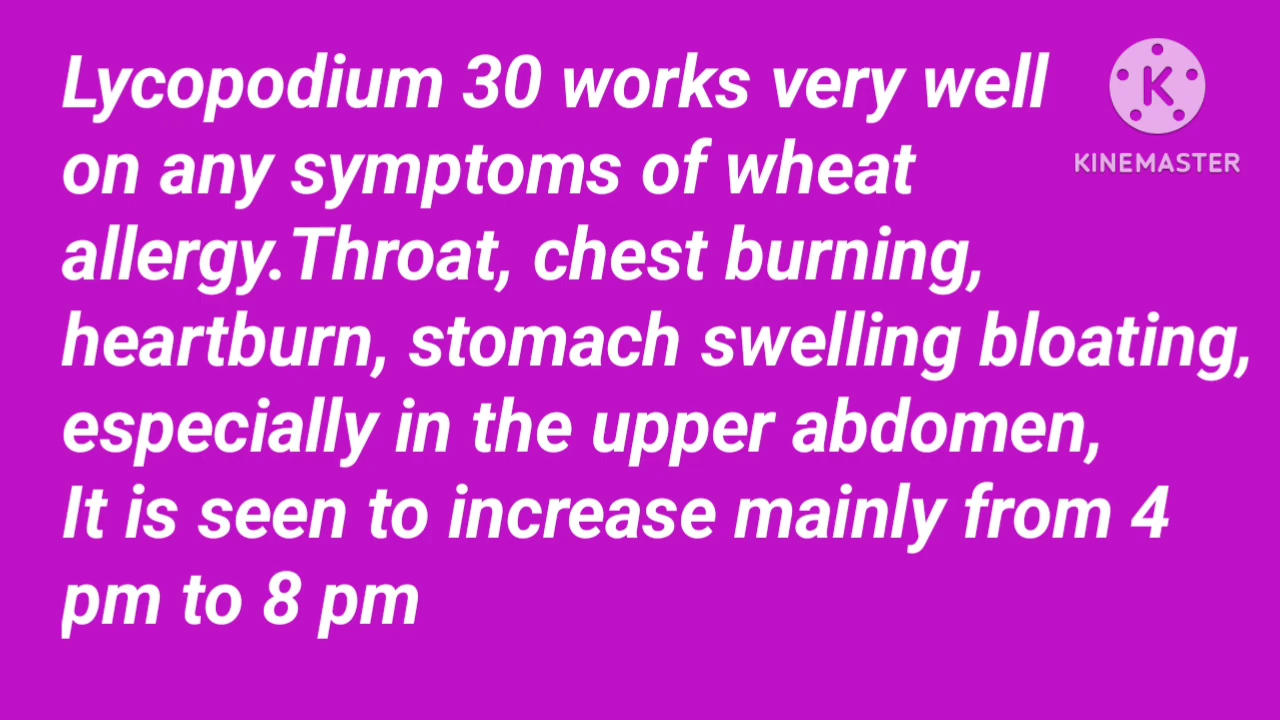 Lycopodium 30 works very well
on any symptoms of wheat
allergy.Throat, chest burning,
heartburn, stomach swelling bloating,
especially in the upper abdomen,
It is seen to increase mainly from 4
pm to 8 pm
K
KINEMASTER